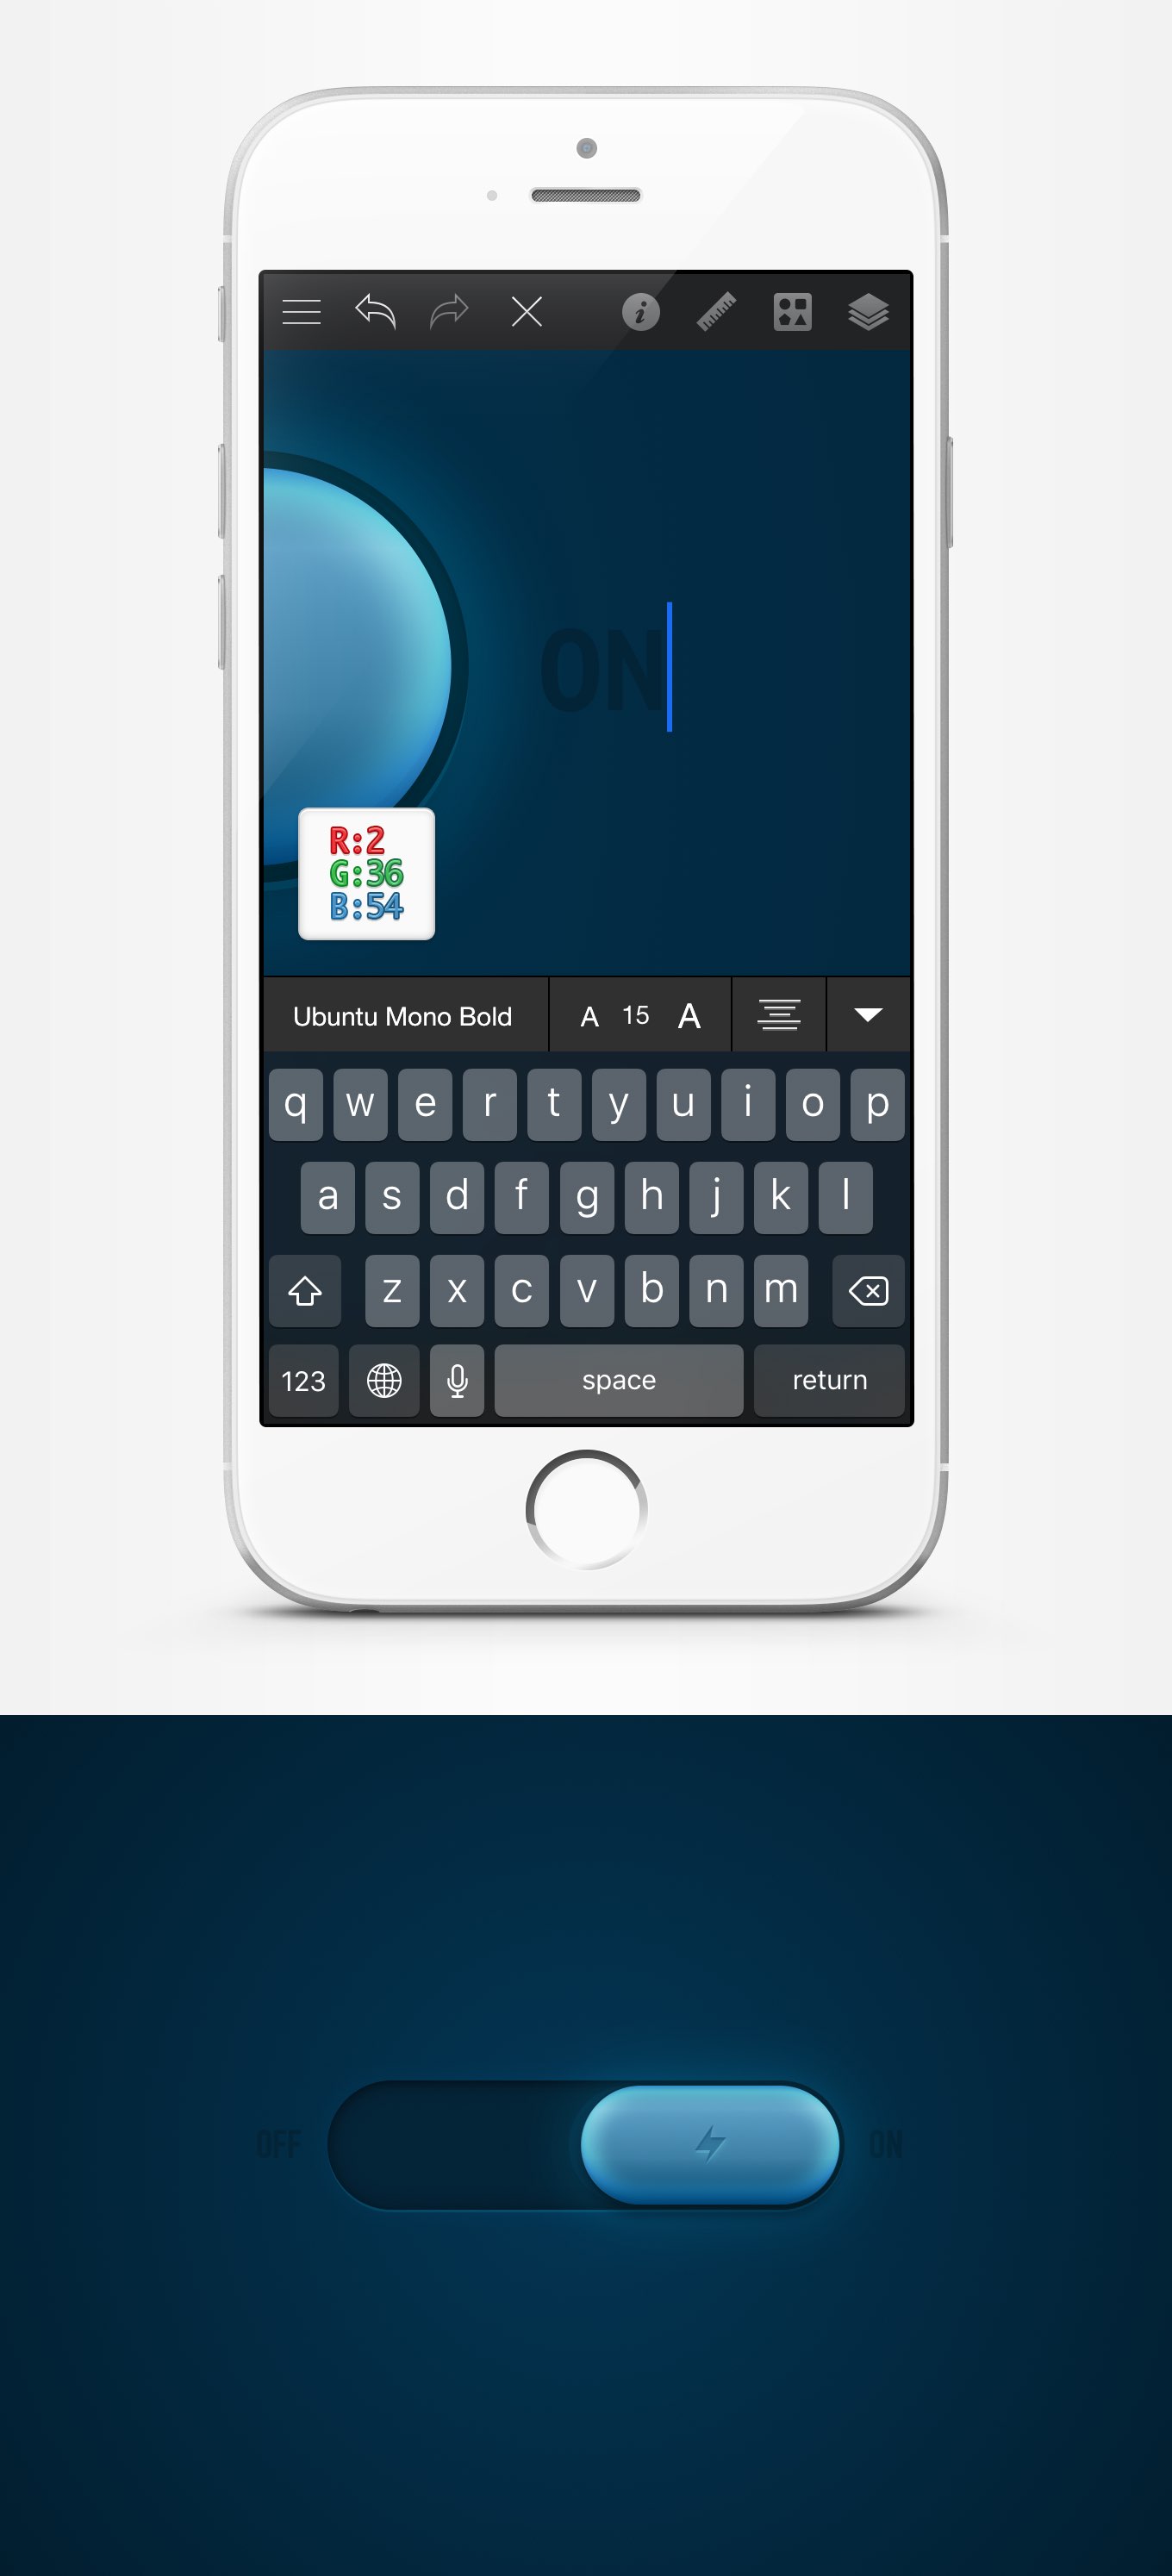 ON
R:2
G:36
B:54
Ubuntu Mono Bold A 15 A
q w e r t y u i o p
a s d f g h j k l
z x c v b n m
123 space return
OFF ON